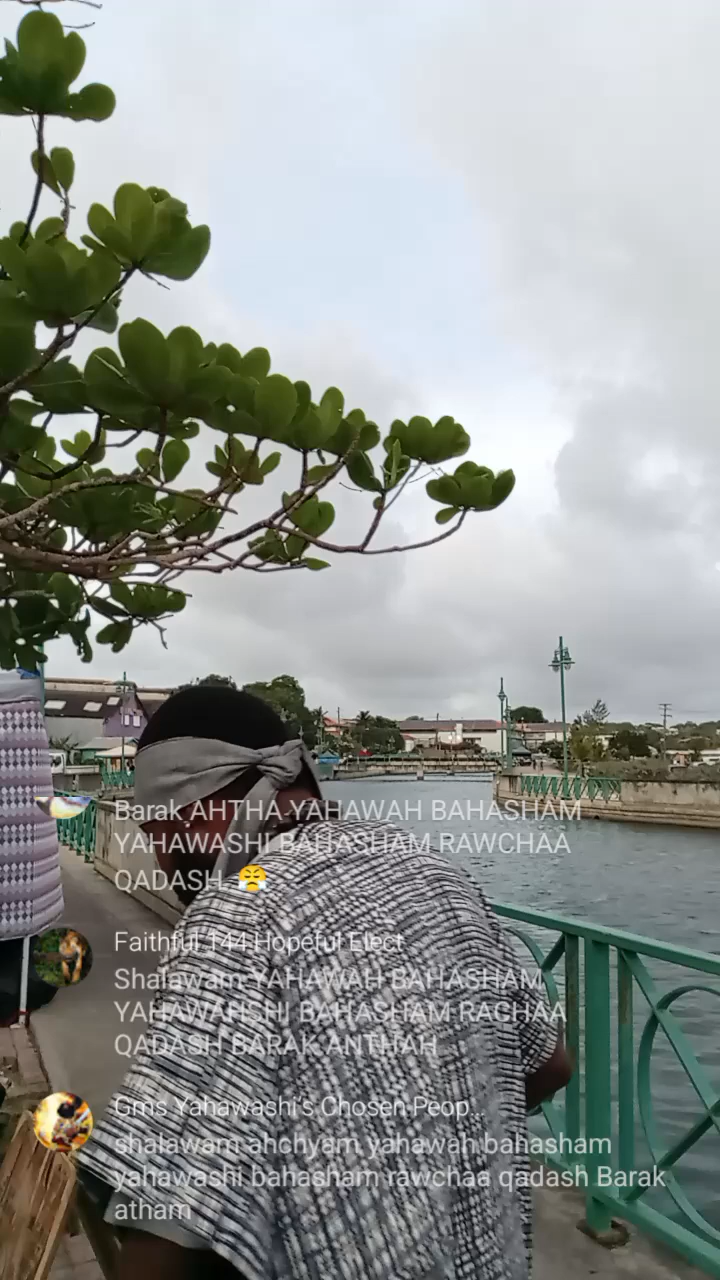 Barak AHTHA YAHAWAH BAHASHAM
YAHAWASHI BAHASHAM RAWCHAA
QADASH 😤
Faithful 144 Hopeful Elect
Shalawam YAHAWAH BAHASHAM
YAHAWAHSHI BAHASHAM RACHAA
QADASH BARAK ANTHAH
Gms Yahawashi's Chosen Peop...
shalawam ahchyam yahawah bahasham
yahawashi bahasham rawchaa qadash Barak
atham